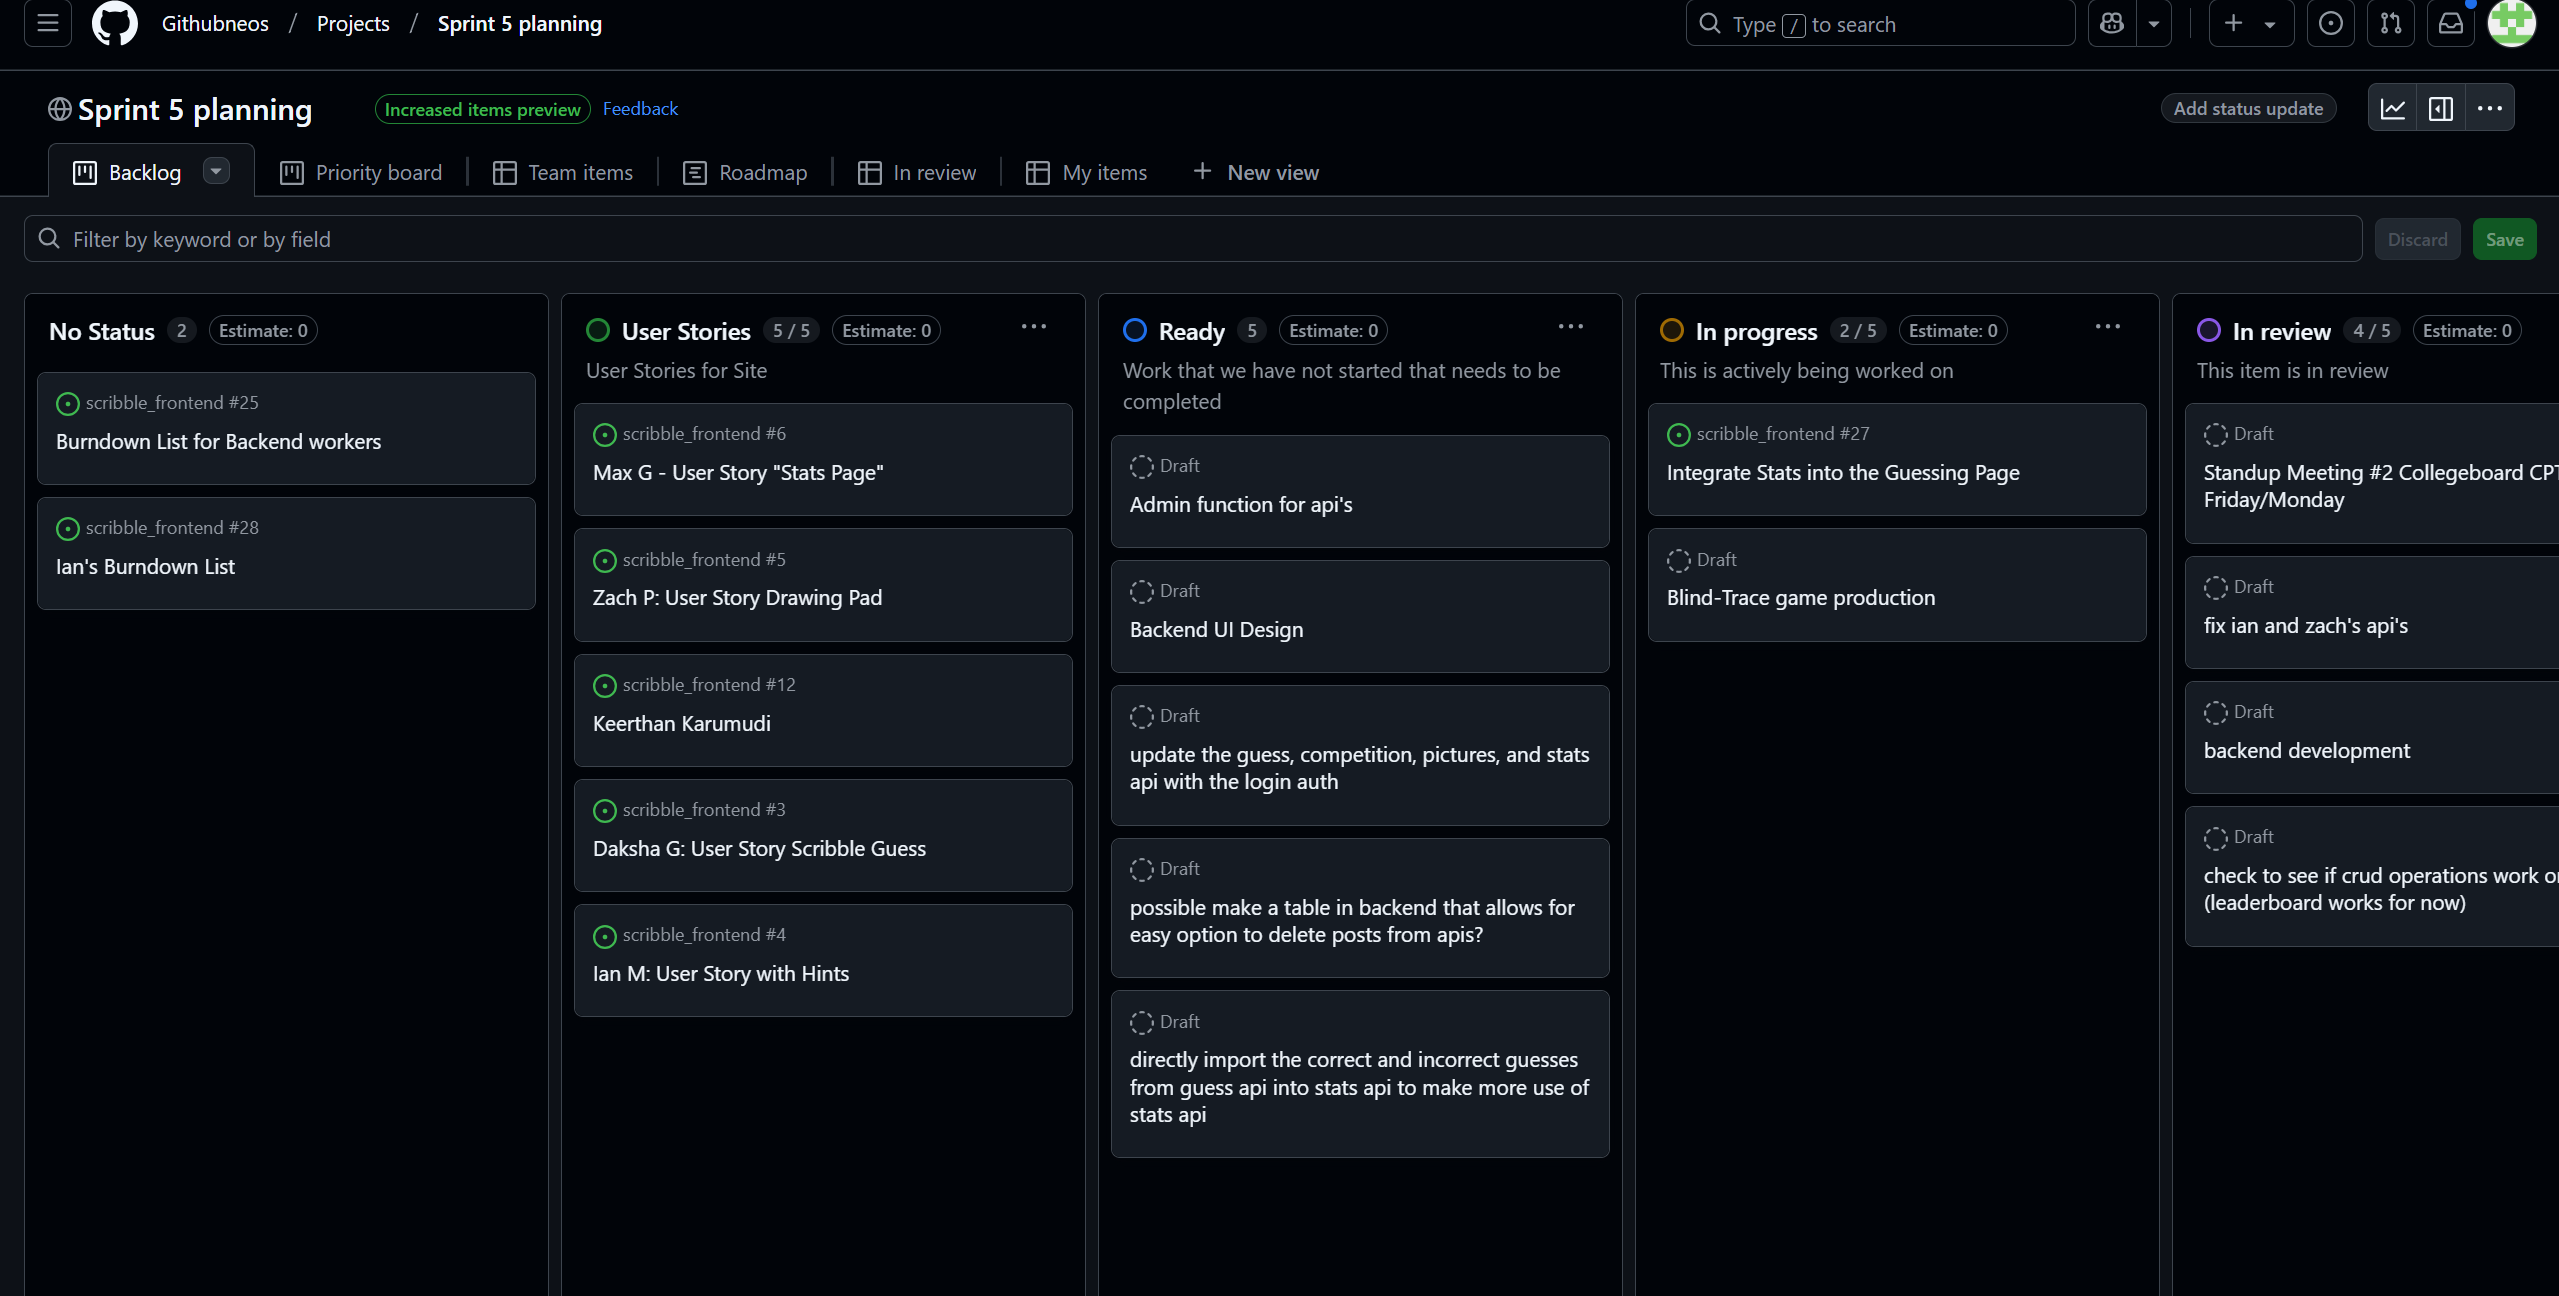 Githubneos / Projects / Sprint 5 planning
Type / to search
Sprint 5 planning
Increased items preview
Feedback
Add status update
Backlog
Priority board
Team items
Roadmap
In review
My items
+ New view
Filter by keyword or by field
Discard
Save
No Status 2 Estimate: 0
scribble_frontend #25
Burndown List for Backend workers
scribble_frontend #28
Ian's Burndown List
User Stories 5 / 5 Estimate: 0
User Stories for Site
scribble_frontend #6
Max G - User Story "Stats Page"
scribble_frontend #5
Zach P: User Story Drawing Pad
scribble_frontend #12
Keerthan Karumudi
scribble_frontend #3
Daksha G: User Story Scribble Guess
scribble_frontend #4
Ian M: User Story with Hints
Ready 5 Estimate: 0
Work that we have not started that needs to be
completed
Draft
Admin function for api's
Draft
Backend UI Design
Draft
update the guess, competition, pictures, and stats
api with the login auth
Draft
possible make a table in backend that allows for
easy option to delete posts from apis?
Draft
directly import the correct and incorrect guesses
from guess api into stats api to make more use of
stats api
In progress 2 / 5 Estimate: 0
This is actively being worked on
scribble_frontend #27
Integrate Stats into the Guessing Page
Draft
Blind-Trace game production
In review 4 / 5 Estimate: 0
This item is in review
Draft
Standup Meeting #2 Collegeboard CPT
Friday/Monday
Draft
fix ian and zach's api's
Draft
backend development
Draft
check to see if crud operations work
(leaderboard works for now)